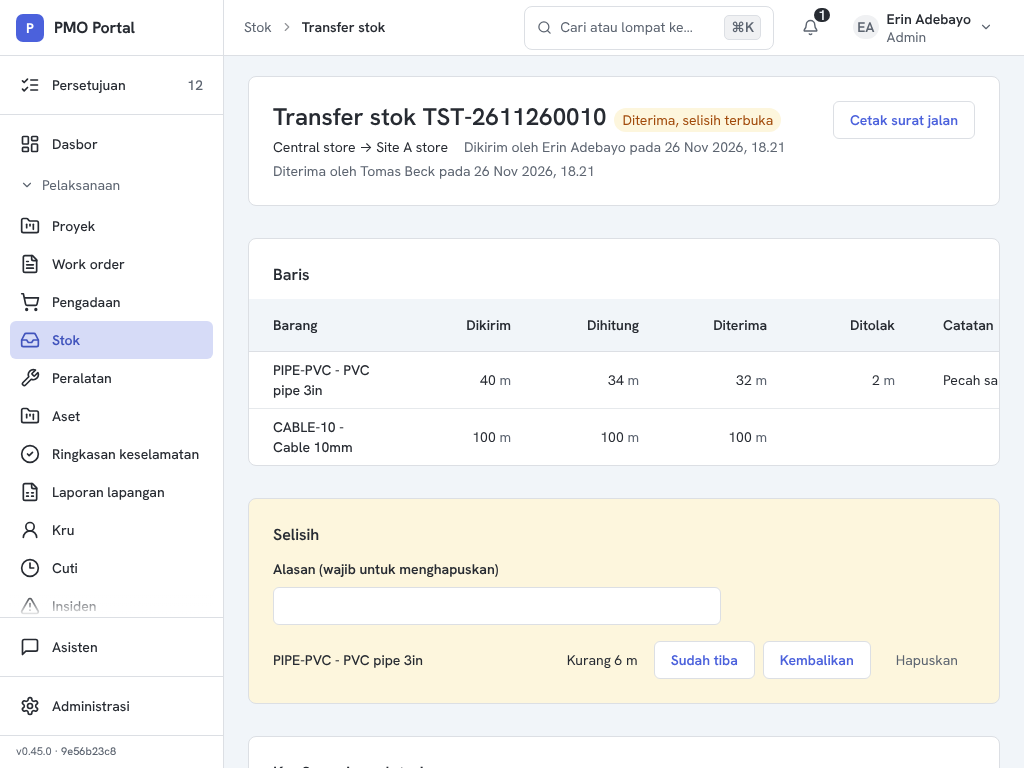 P PMO Portal
Stok > Transfer stok
Cari atau lompat ke... ⌘K
1
EA Erin Adebayo
Admin
Persetujuan 12
Dasbor
Pelaksanaan
Proyek
Work order
Pengadaan
Stok
Peralatan
Aset
Ringkasan keselamatan
Laporan lapangan
Kru
Cuti
Insiden
Asisten
Administrasi
v0.45.0 · 9e56b23c8
Transfer stok TST-2611260010 Diterima, selisih terbuka
Cetak surat jalan
Central store → Site A store Dikirim oleh Erin Adebayo pada 26 Nov 2026, 18.21
Diterima oleh Tomas Beck pada 26 Nov 2026, 18.21
Baris
Barang Dikirim Dihitung Diterima Ditolak Catatan
PIPE-PVC - PVC
pipe 3in 40 m 34 m 32 m 2 m Pecah sa
CABLE-10 -
Cable 10mm 100 m 100 m 100 m
Selisih
Alasan (wajib untuk menghapuskan)
PIPE-PVC - PVC pipe 3in Kurang 6 m Sudah tiba Kembalikan Hapuskan